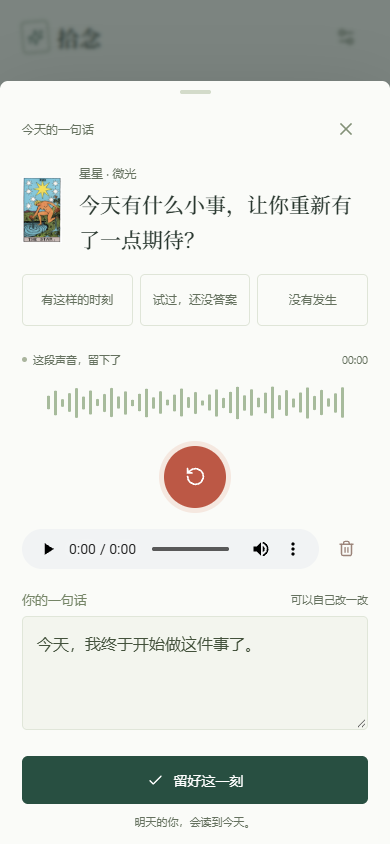 拾念
今天的一句话
星星 · 微光
今天有什么小事，让你重新有
了一点期待？
有这样的时刻
试过，还没答案
没有发生
这段声音，留下了
00:00
0:00 / 0:00
你的一句话
可以自己改一改
今天，我终于开始做这件事了。
留好这一刻
明天的你，会读到今天。